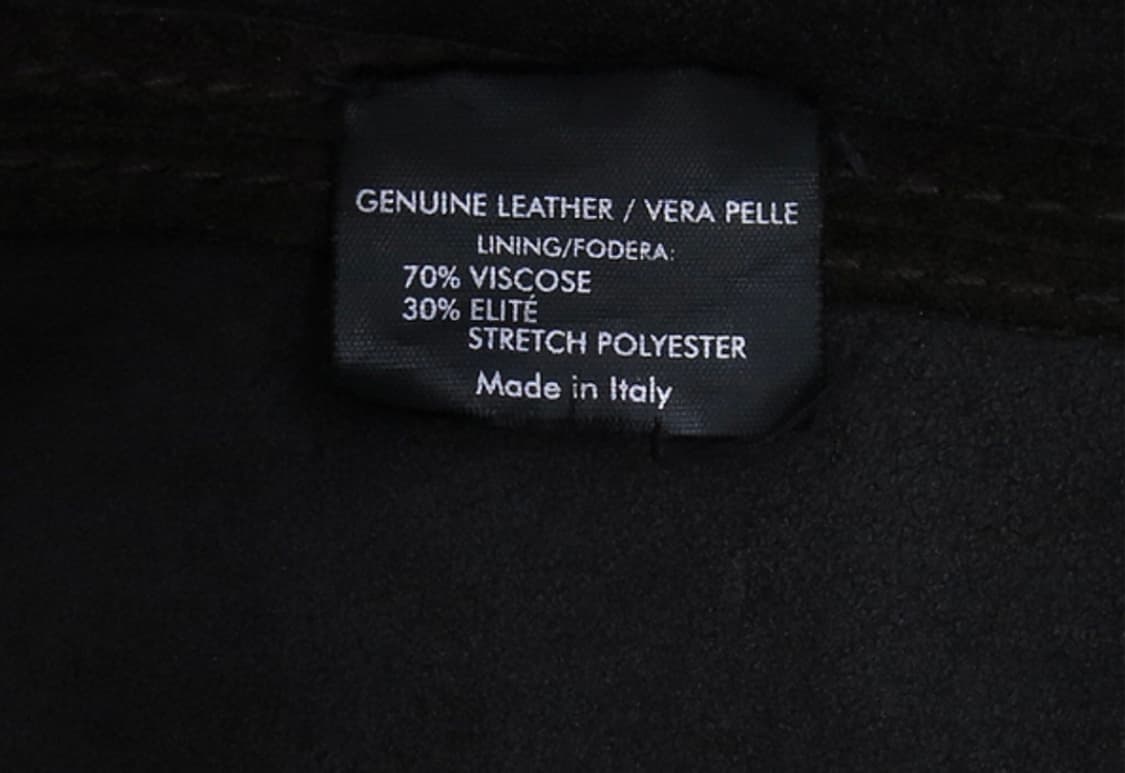 GENUINE LEATHER / VERA PELLE
LINING/FODERA:
70% VISCOSE
30% ELITÉ
STRETCH POLYESTER
Made in Italy